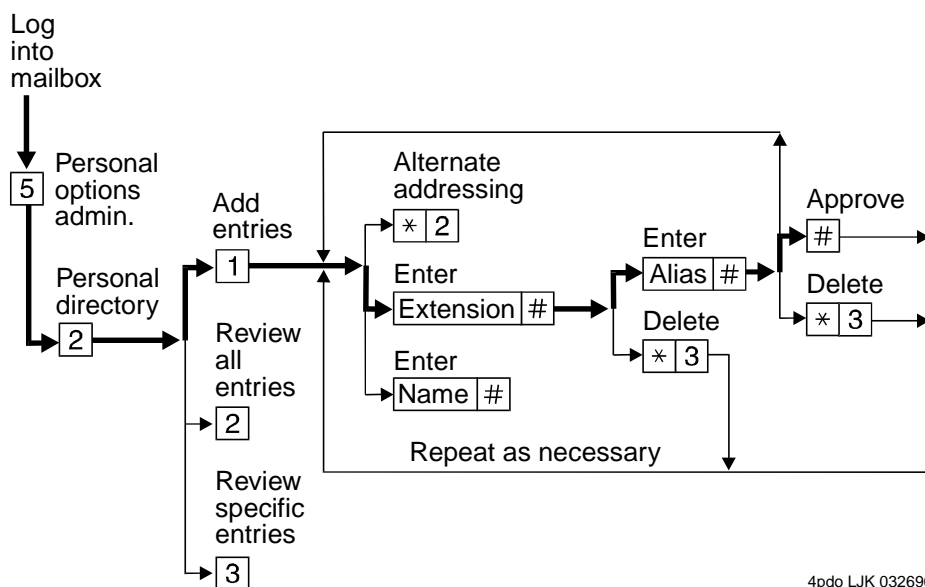 Log
into
mailbox
5
Personal
options
admin.
Personal
directory
2
Add
entries
1
Review
all
entries
2
Review
specific
entries
3
Alternate
addressing
* 2
Enter
Extension #
Enter
Name #
Enter
Alias #
Delete
* 3
Approve
#
Delete
* 3
Repeat as necessary